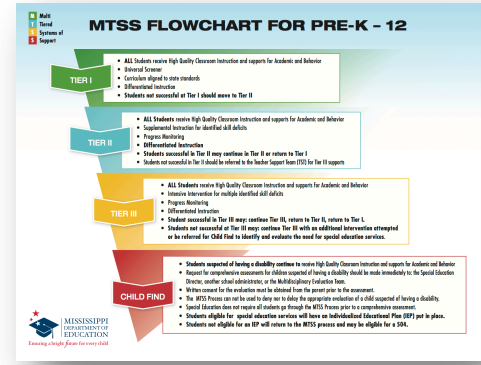 Multi
Tiered
Systems of
Support
MTSS FLOWCHART FOR PRE-K – 12
TIER I
• ALL Students receive High Quality Classroom Instruction and supports for Academic and Behavior
• Universal Screener
• Curriculum aligned to state standards
• Differentiated Instruction
• Students not successful at Tier I should move to Tier II
TIER II
• ALL Students receive High Quality Classroom Instruction and supports for Academic and Behavior
• Supplemental Instruction for identified skill deficits
• Progress Monitoring
• Differentiated Instruction
• Students successful in Tier II may continue in Tier II or return to Tier I
• Students not successful in Tier II should be referred to the Teacher Support Team (TST) for Tier III supports
TIER III
• ALL Students receive High Quality Classroom Instruction and supports for Academic and Behavior
• Intensive Intervention for multiple identified skill deficits
• Progress Monitoring
• Differentiated Instruction
• Student successful in Tier III may: continue Tier III, return to Tier II, return to Tier I.
• Students not successful at Tier III may: continue Tier III with an additional intervention attempted
or be referred for Child Find to identify and evaluate the need for special education services.
CHILD FIND
• Students suspected of having a disability continue to receive High Quality Classroom Instruction and supports for Academic and Behavior
• Request for comprehensive assessments for children suspected of having a disability should be made immediately to: the Special Education
Director, another school administrator, or the Multidisciplinary Evaluation Team.
• Written consent for the evaluation must be obtained from the parent prior to the assessment.
• The MTSS Process can not be used to deny nor to delay the appropriate evaluation of a child suspected of having a disability.
• Special Education does not require all students go through the MTSS Process prior to a comprehensive assessment.
• Students eligible for special education services will have an Individualized Educational Plan (IEP) put in place.
• Students not eligible for an IEP will return to the MTSS process and may be eligible for a 504.
MISSISSIPPI
DEPARTMENT OF
EDUCATION
Ensuring a bright future for every child